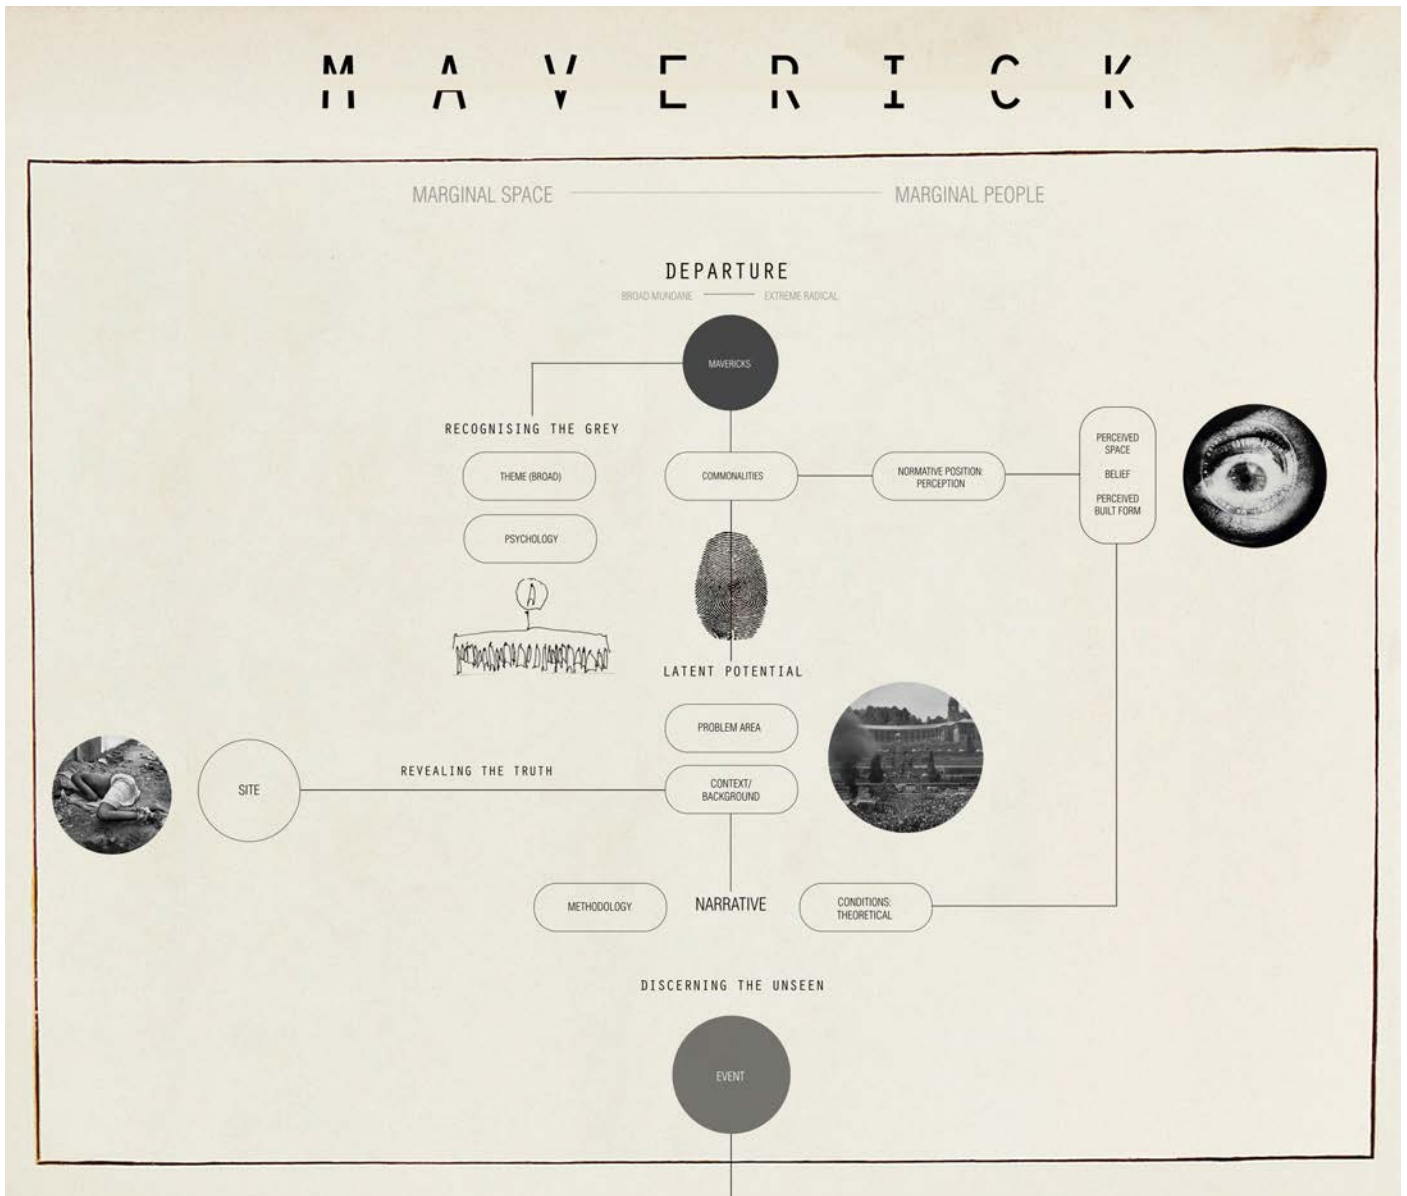 MAVERICK
MARGINAL SPACE
MARGINAL PEOPLE
DEPARTURE
BROAD MUNDANE
EXTREME RADICAL
MAVERICKS
RECOGNISING THE GREY
THEME (BROAD)
COMMONALITIES
NORMATIVE POSITION:
PERCEPTION
PERCEIVED
SPACE
BELIEF
PERCEIVED
BUILT FORM
PSYCHOLOGY
A
LATENT POTENTIAL
PROBLEM AREA
REVEALING THE TRUTH
SITE
CONTEXT/
BACKGROUND
METHODOLOGY
NARRATIVE
CONDITIONS:
THEORETICAL
DISCERNING THE UNSEEN
EVENT